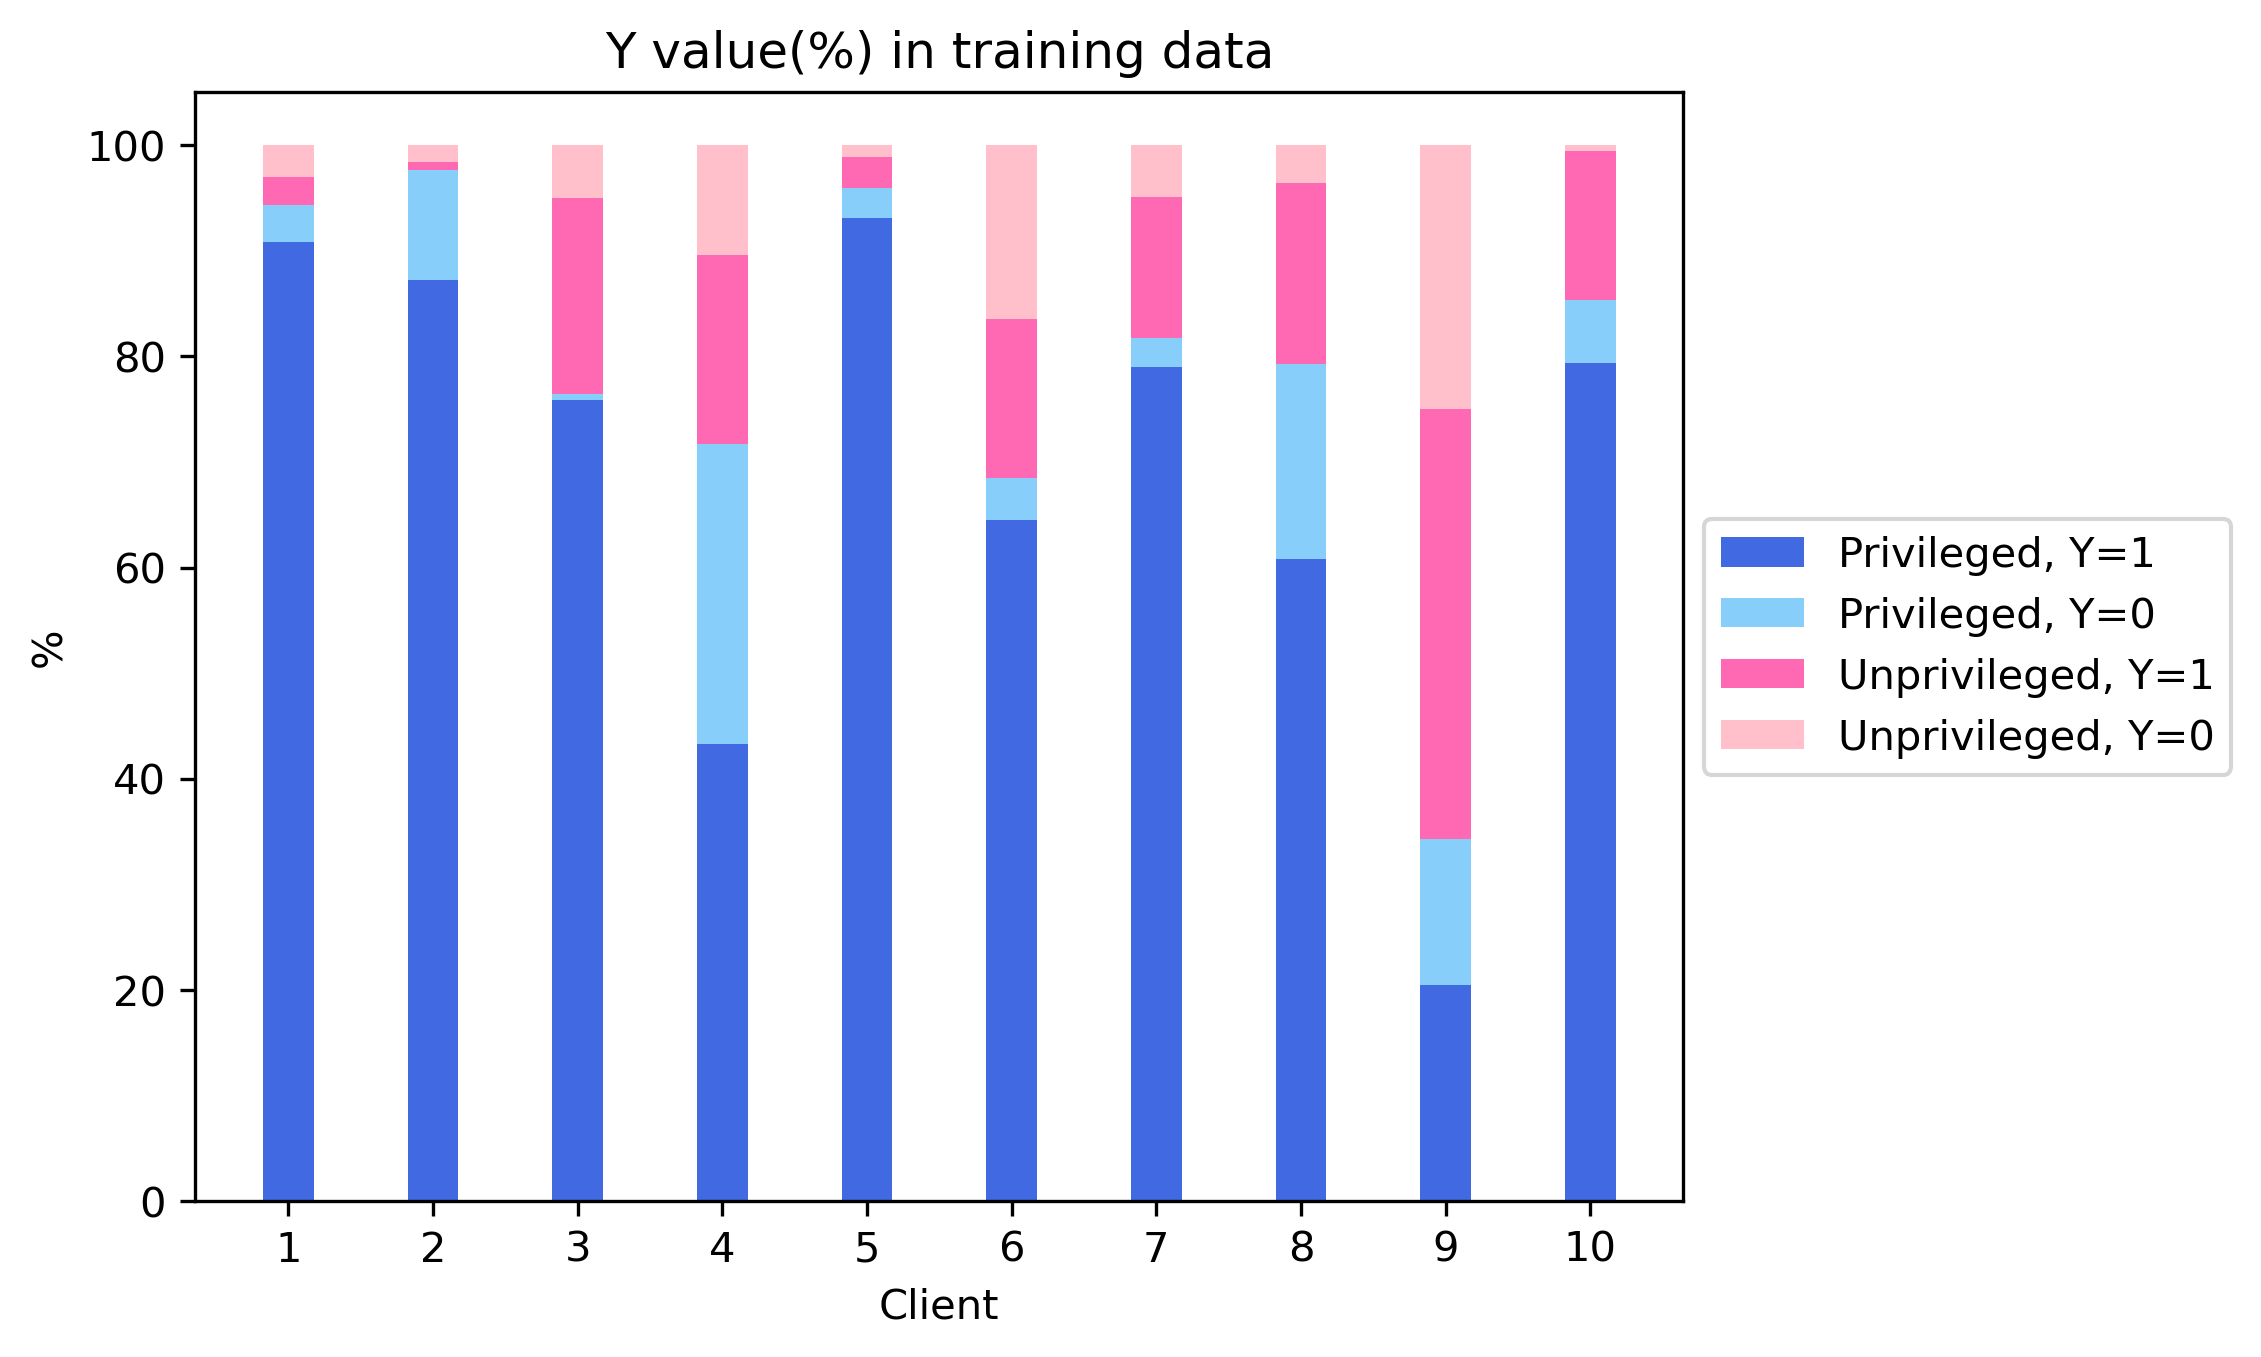 Y value(%) in training data
100
80
60
40
20
0
%
1 2 3 4 5 6 7 8 9 10
Client
Privileged, Y=1
Privileged, Y=0
Unprivileged, Y=1
Unprivileged, Y=0